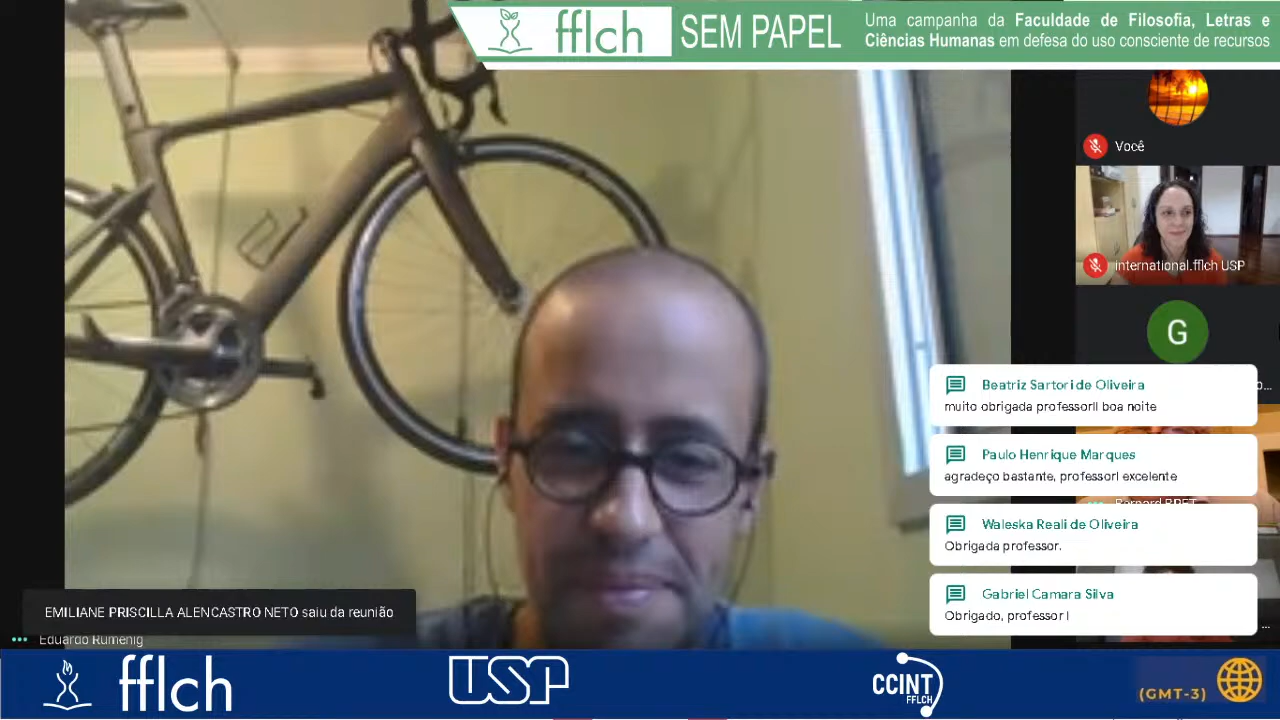 fflch
SEM PAPEL
Uma campanha da Faculdade de Filosofia, Letras e
Ciências Humanas em defesa do uso consciente de recursos
Você
international.fflch USP
G
Beatriz Sartori de Oliveira
muito obrigada professor!! boa noite
Paulo Henrique Marques
agradeço bastante, professor! excelente
Bernard BRET
Waleska Reali de Oliveira
Obrigada professor.
Gabriel Camara Silva
Obrigado, professor!
EMILIANE PRISCILLA ALENCASTRO NETO saiu da reunião
Eduardo Rumenig
fflch
USP
CCINT
FFLCH
(GMT-3)